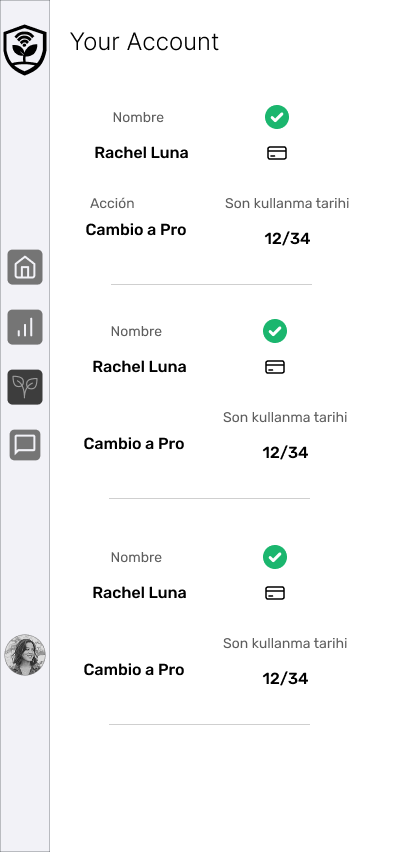 Your Account
Nombre
Rachel Luna
Acción
Son kullanma tarihi
Cambio a Pro
12/34
Nombre
Rachel Luna
Son kullanma tarihi
Cambio a Pro
12/34
Nombre
Rachel Luna
Son kullanma tarihi
Cambio a Pro
12/34